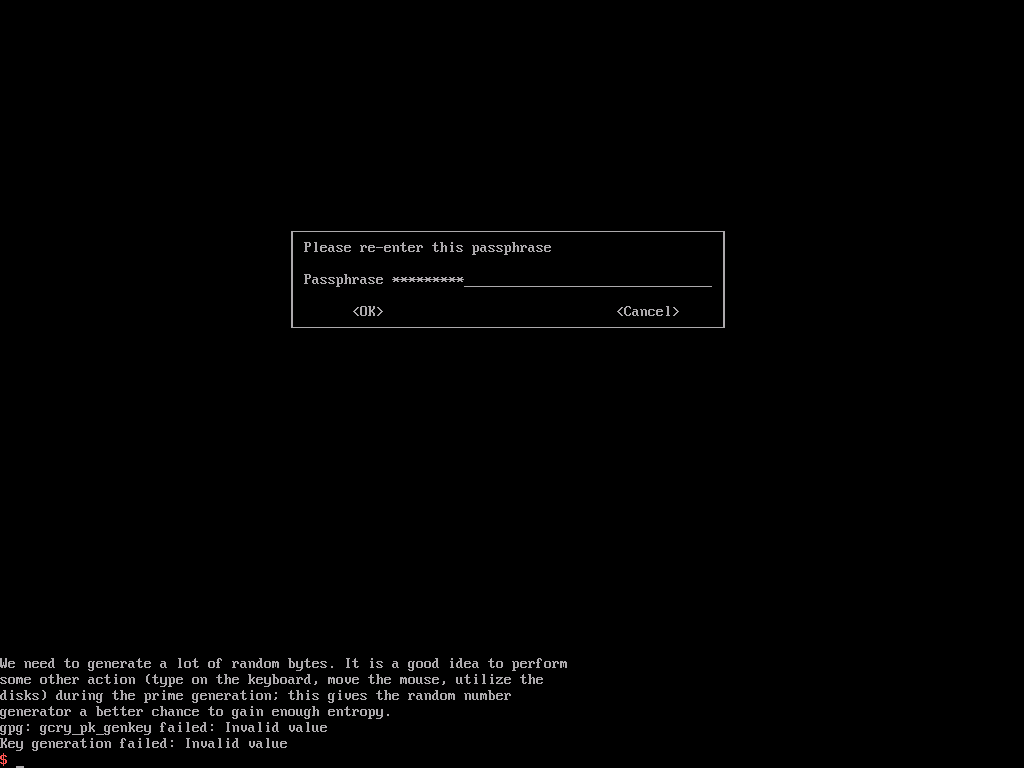 Please re-enter this passphrase
Passphrase *********
<OK> <Cancel>
We need to generate a lot of random bytes. It is a good idea to perform
some other action (type on the keyboard, move the mouse, utilize the
disks) during the prime generation; this gives the random number
generator a better chance to gain enough entropy.
gpg: gcry_pk_genkey failed: Invalid value
Key generation failed: Invalid value
$ _